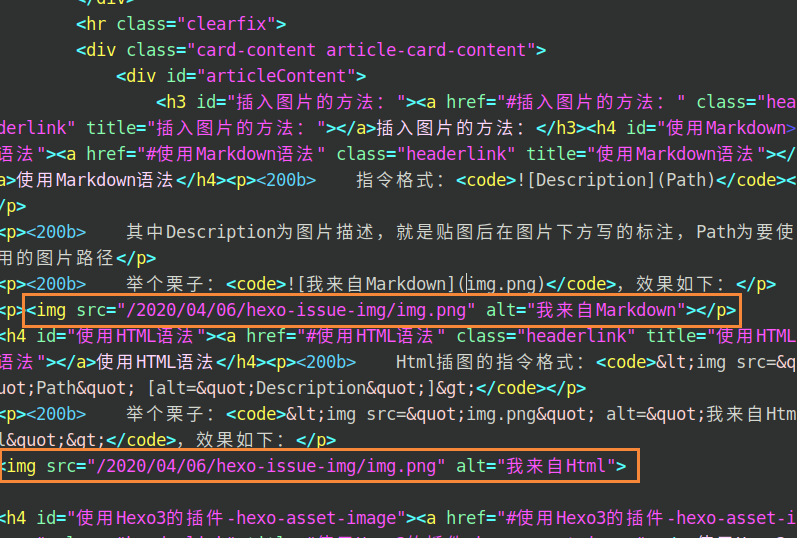 </div>
<hr class="clearfix">
<div class="card-content article-card-content">
<div id="articleContent">
<h3 id="插入图片的方法："><a href="#插入图片的方法：" class="hea
derlink" title="插入图片的方法："></a>插入图片的方法：</h3><h4 id="使用Markdown>
语法"><a href="#使用Markdown语法" class="headerlink" title="使用Markdown语法"></
a>使用Markdown语法</h4><p><200b>    指令格式：<code>![Description](Path)</code><
/p>
<p><200b>    其中Description为图片描述，就是贴图后在图片下方写的标注，Path为要使
用的图片路径</p>
<p><200b>    举个栗子：<code>![我来自Markdown](img.png)</code>，效果如下：</p>
<p><img src="/2020/04/06/hexo-issue-img/img.png" alt="我来自Markdown"></p>
<h4 id="使用HTML语法"><a href="#使用HTML语法" class="headerlink" title="使用HTML
语法"></a>使用HTML语法</h4><p><200b>    Html插图的指令格式：<code>&lt;img src=&q
uot;Path&quot; [alt=&quot;Description&quot;]&gt;</code></p>
<p><200b>    举个栗子：<code>&lt;img src=&quot;img.png&quot; alt=&quot;我来自Htm
l&quot;&gt;</code>，效果如下：</p>
<img src="/2020/04/06/hexo-issue-img/img.png" alt="我来自Html">
<h4 id="使用Hexo3的插件-hexo-asset-image"><a href="#使用Hexo3的插件-hexo-asset-i